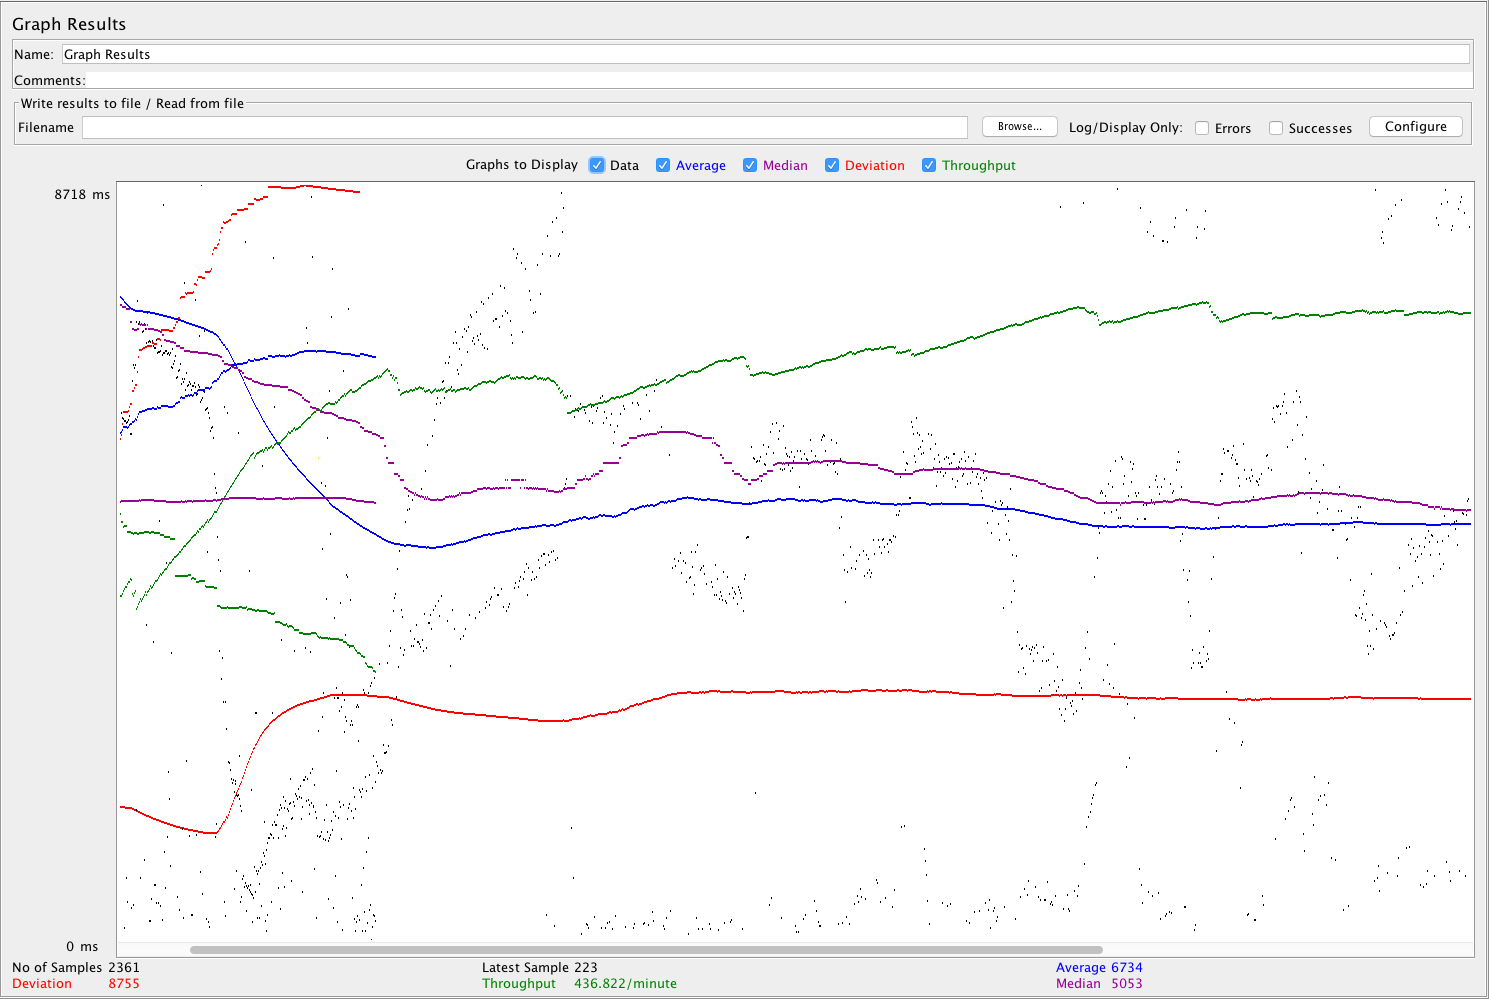 Graph Results
Name: Graph Results
Comments:
Write results to file / Read from file
Filename Browse... Log/Display Only: Errors Successes Configure
Graphs to Display Data Average Median Deviation Throughput
8718 ms
0 ms
No of Samples 2361 Latest Sample 223 Average 6734
Deviation 8755 Throughput 436.822/minute Median 5053